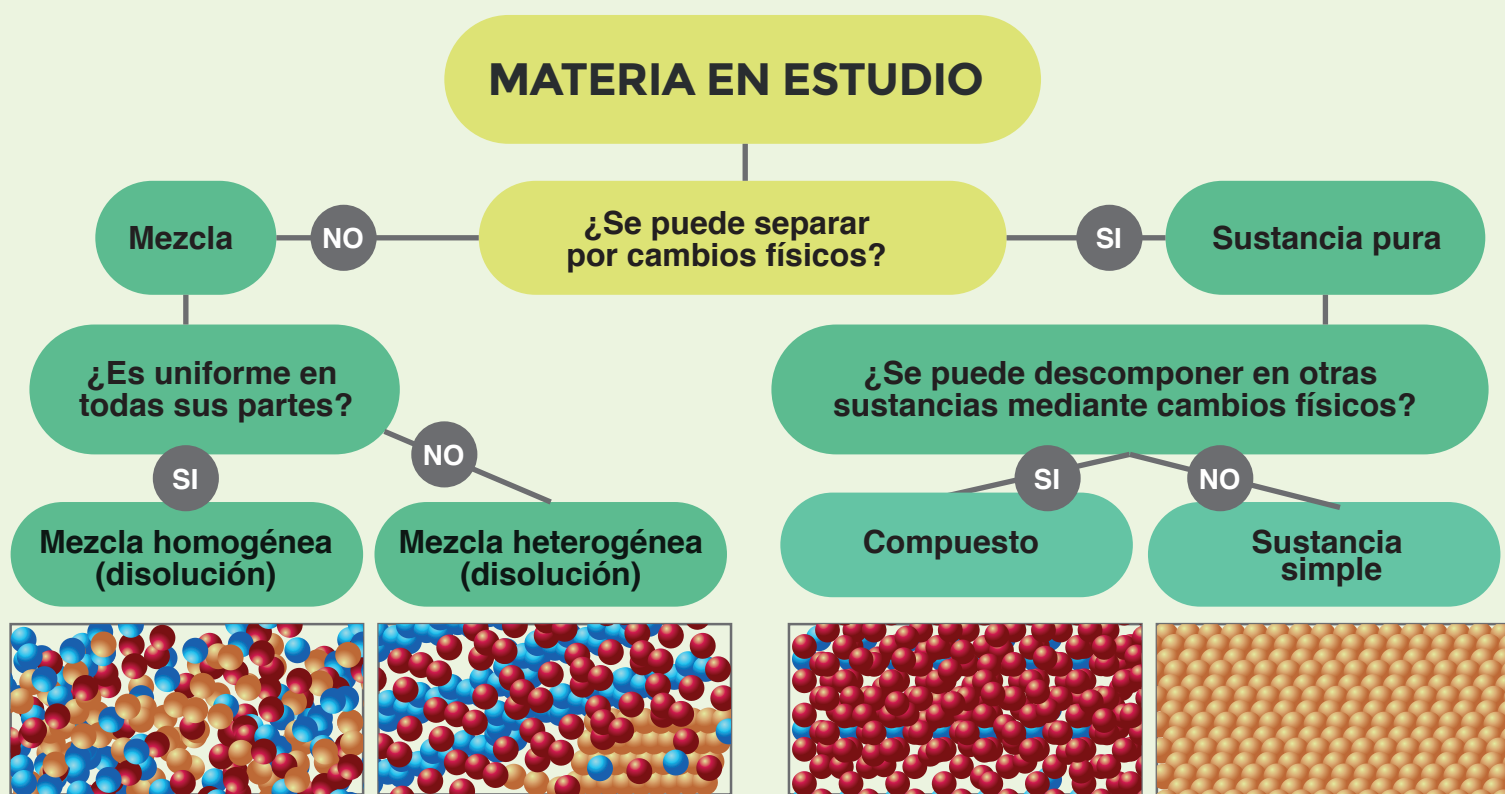 MATERIA EN ESTUDIO
Mezcla
NO
¿Se puede separar
por cambios físicos?
SI
Sustancia pura
¿Es uniforme en
todas sus partes?
SI
NO
Mezcla homogénea
(disolución)
Mezcla heterogénea
(disolución)
¿Se puede descomponer en otras
sustancias mediante cambios físicos?
SI
NO
Compuesto
Sustancia
simple